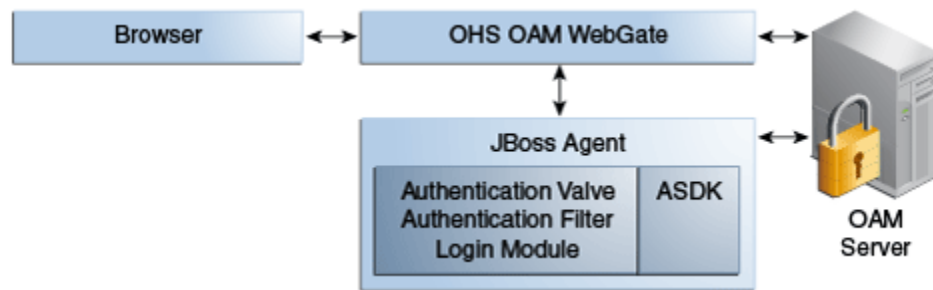 Browser
OHS OAM WebGate
JBoss Agent
Authentication Valve
Authentication Filter
Login Module
ASDK
OAM
Server